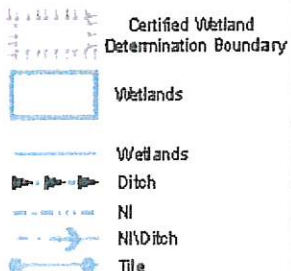 Certified Wetland
Determination Boundary
Wetlands
Wetlands
Ditch
NI
NI\Ditch
Tile